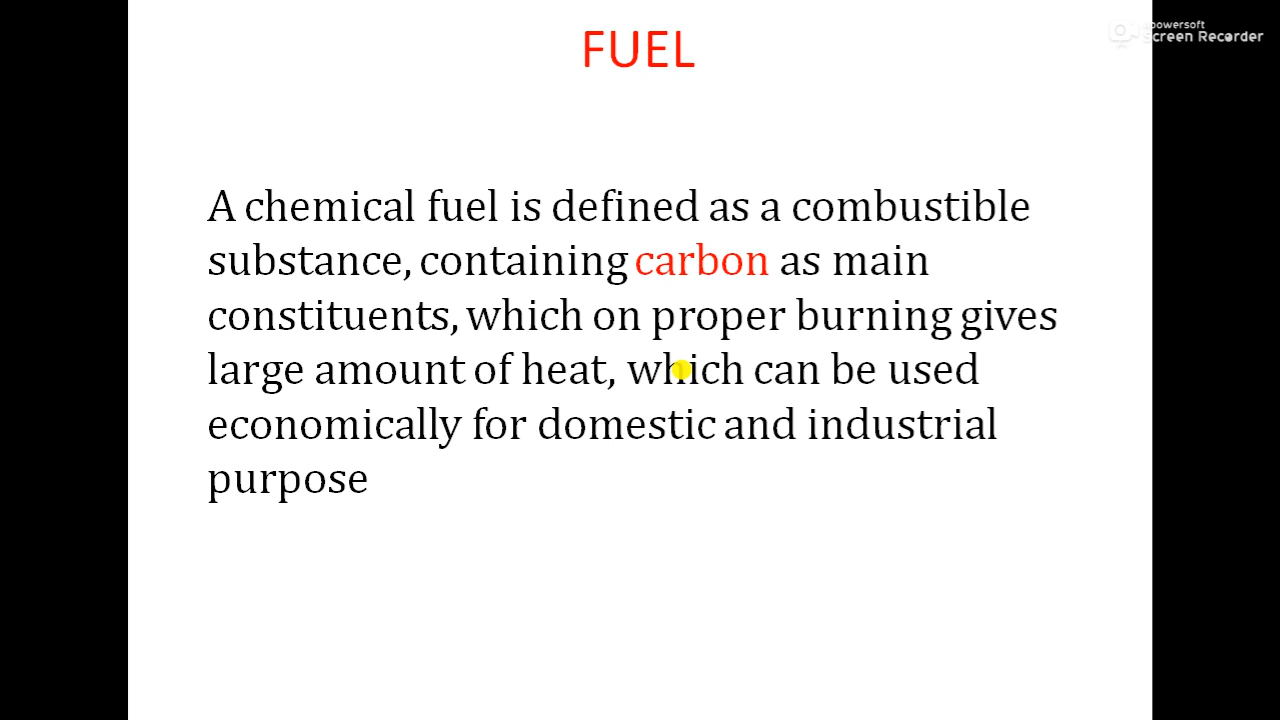 FUEL
Screen Recorder
A chemical fuel is defined as a combustible
substance, containing carbon as main
constituents, which on proper burning gives
large amount of heat, which can be used
economically for domestic and industrial
purpose